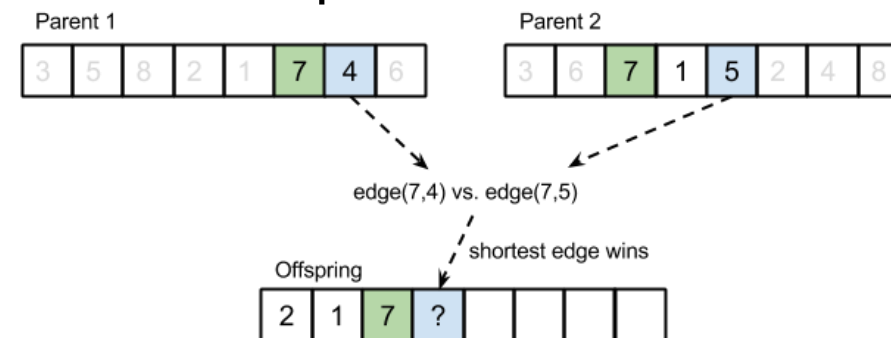 Parent 1
Parent 2
3 5 8 2 1 7 4 6
3 6 7 1 5 2 4 8
edge(7,4) vs. edge(7,5)
shortest edge wins
Offspring
2 1 7 ?